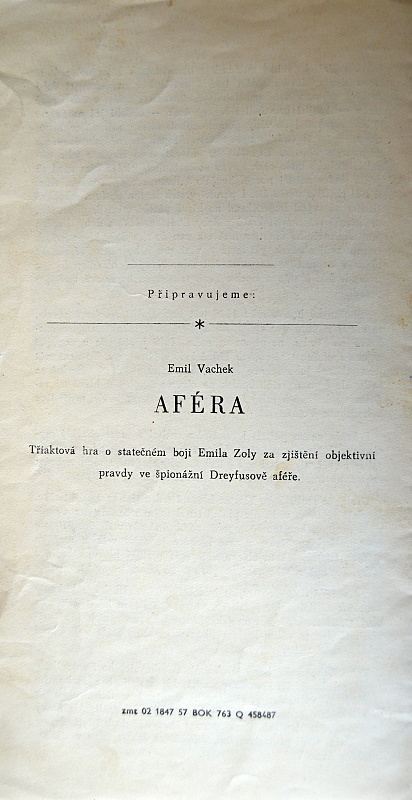 Připravujeme:
*
Emil Vachek
AFÉRA
Tříaktová hra o statečném boji Emila Zoly za zjištění objektivní
pravdy ve špionážní Dreyfusově aféře.
zmt 02 1847 57 BOK 763 Q 458487